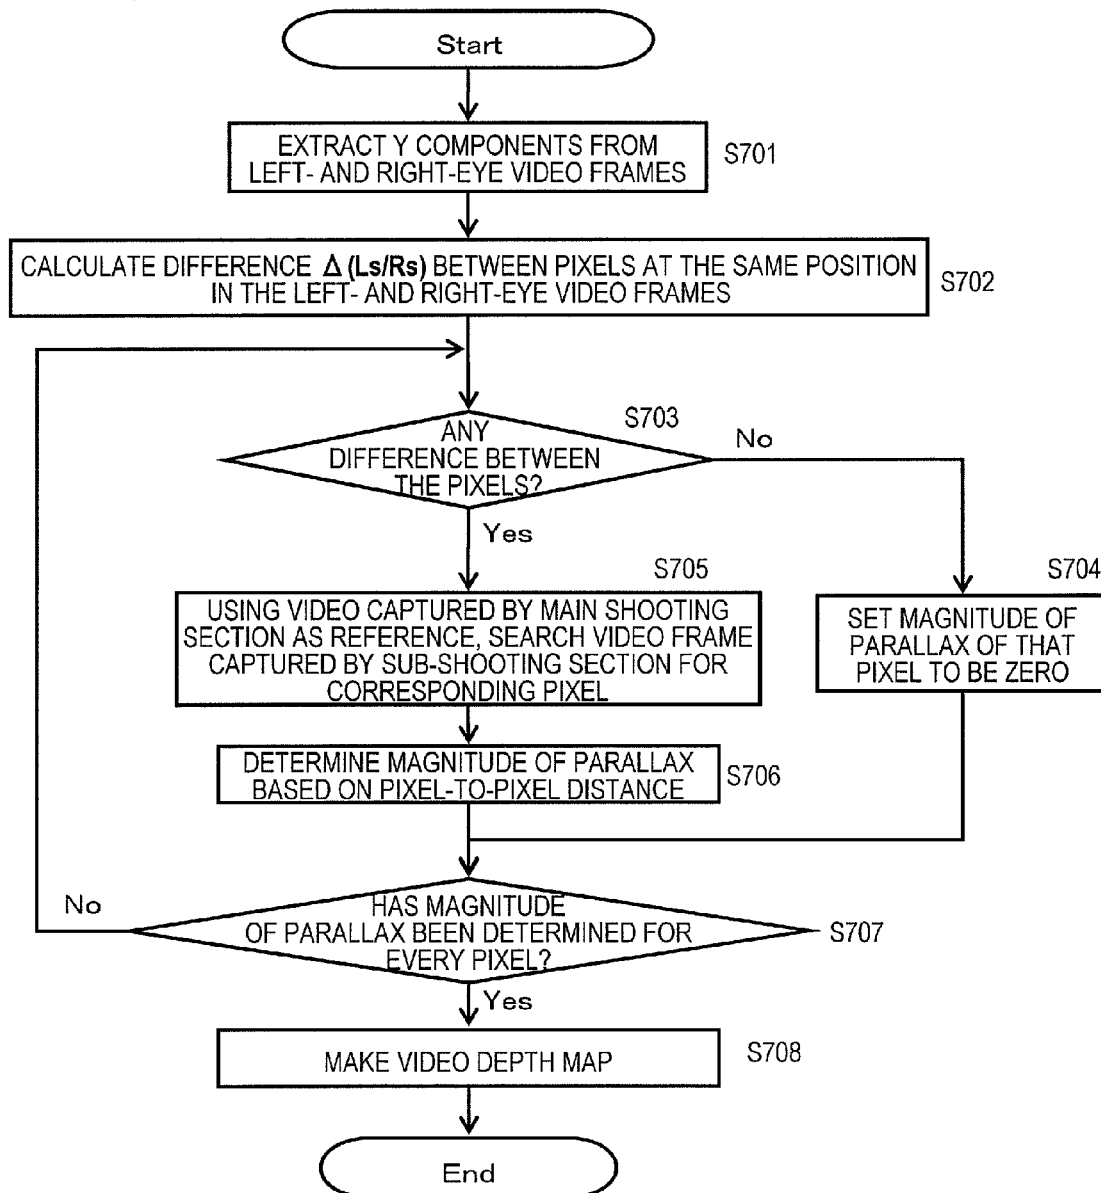 Start
EXTRACT Y COMPONENTS FROM
LEFT- AND RIGHT-EYE VIDEO FRAMES
S701
CALCULATE DIFFERENCE Δ (Ls/Rs) BETWEEN PIXELS AT THE SAME POSITION
IN THE LEFT- AND RIGHT-EYE VIDEO FRAMES
S702
S703
ANY
DIFFERENCE BETWEEN
THE PIXELS?
No
Yes
S705
USING VIDEO CAPTURED BY MAIN SHOOTING
SECTION AS REFERENCE, SEARCH VIDEO FRAME
CAPTURED BY SUB-SHOOTING SECTION FOR
CORRESPONDING PIXEL
S704
SET MAGNITUDE OF
PARALLAX OF THAT
PIXEL TO BE ZERO
DETERMINE MAGNITUDE OF PARALLAX
BASED ON PIXEL-TO-PIXEL DISTANCE
S706
No
HAS MAGNITUDE
OF PARALLAX BEEN DETERMINED FOR
EVERY PIXEL?
S707
Yes
MAKE VIDEO DEPTH MAP
S708
End